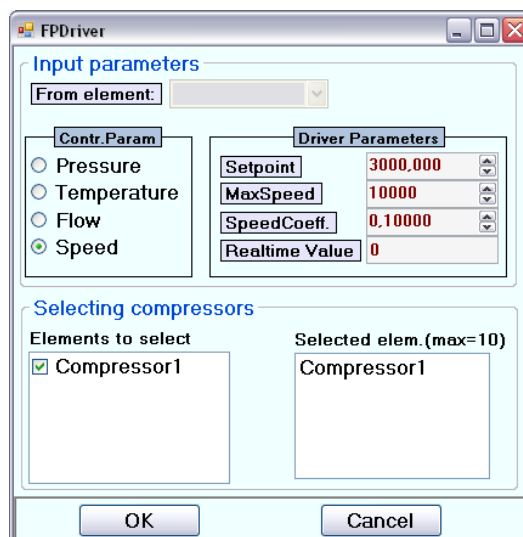 FPDriver
Input parameters
From element:
Contr.Param
Pressure
Temperature
Flow
Speed
Driver Parameters
Setpoint 3000,000
MaxSpeed 10000
SpeedCoeff. 0,10000
Realtime Value 0
Selecting compressors
Elements to select
Compressor1
Selected elem.(max=10)
Compressor1
OK
Cancel